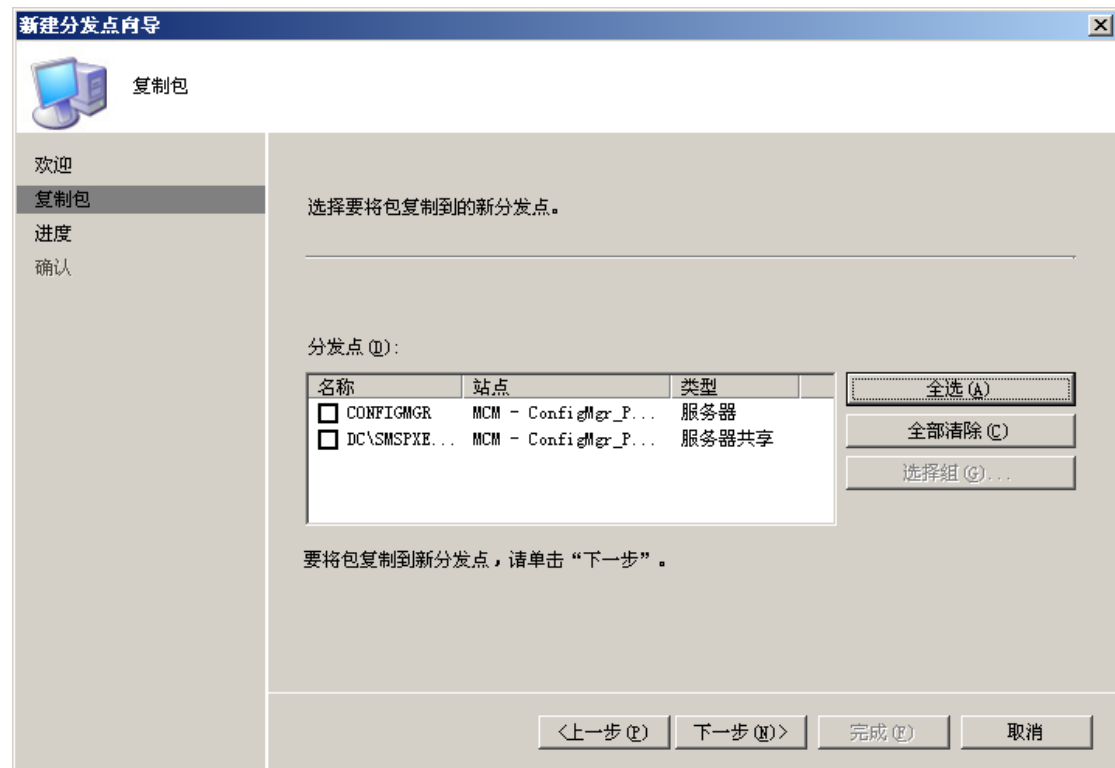 新建分发点向导
复制包
欢迎
复制包
进度
确认
选择要将包复制到的新分发点。
分发点(D):
名称 站点 类型
CONFIGMGR MCM - ConfigMgr_P... 服务器
DC\SMSPXE... MCM - ConfigMgr_P... 服务器共享
全选(A)
全部清除(C)
选择组(G)...
要将包复制到新分发点，请单击“下一步”。
<上一步(P) 下一步(N)> 完成(F) 取消